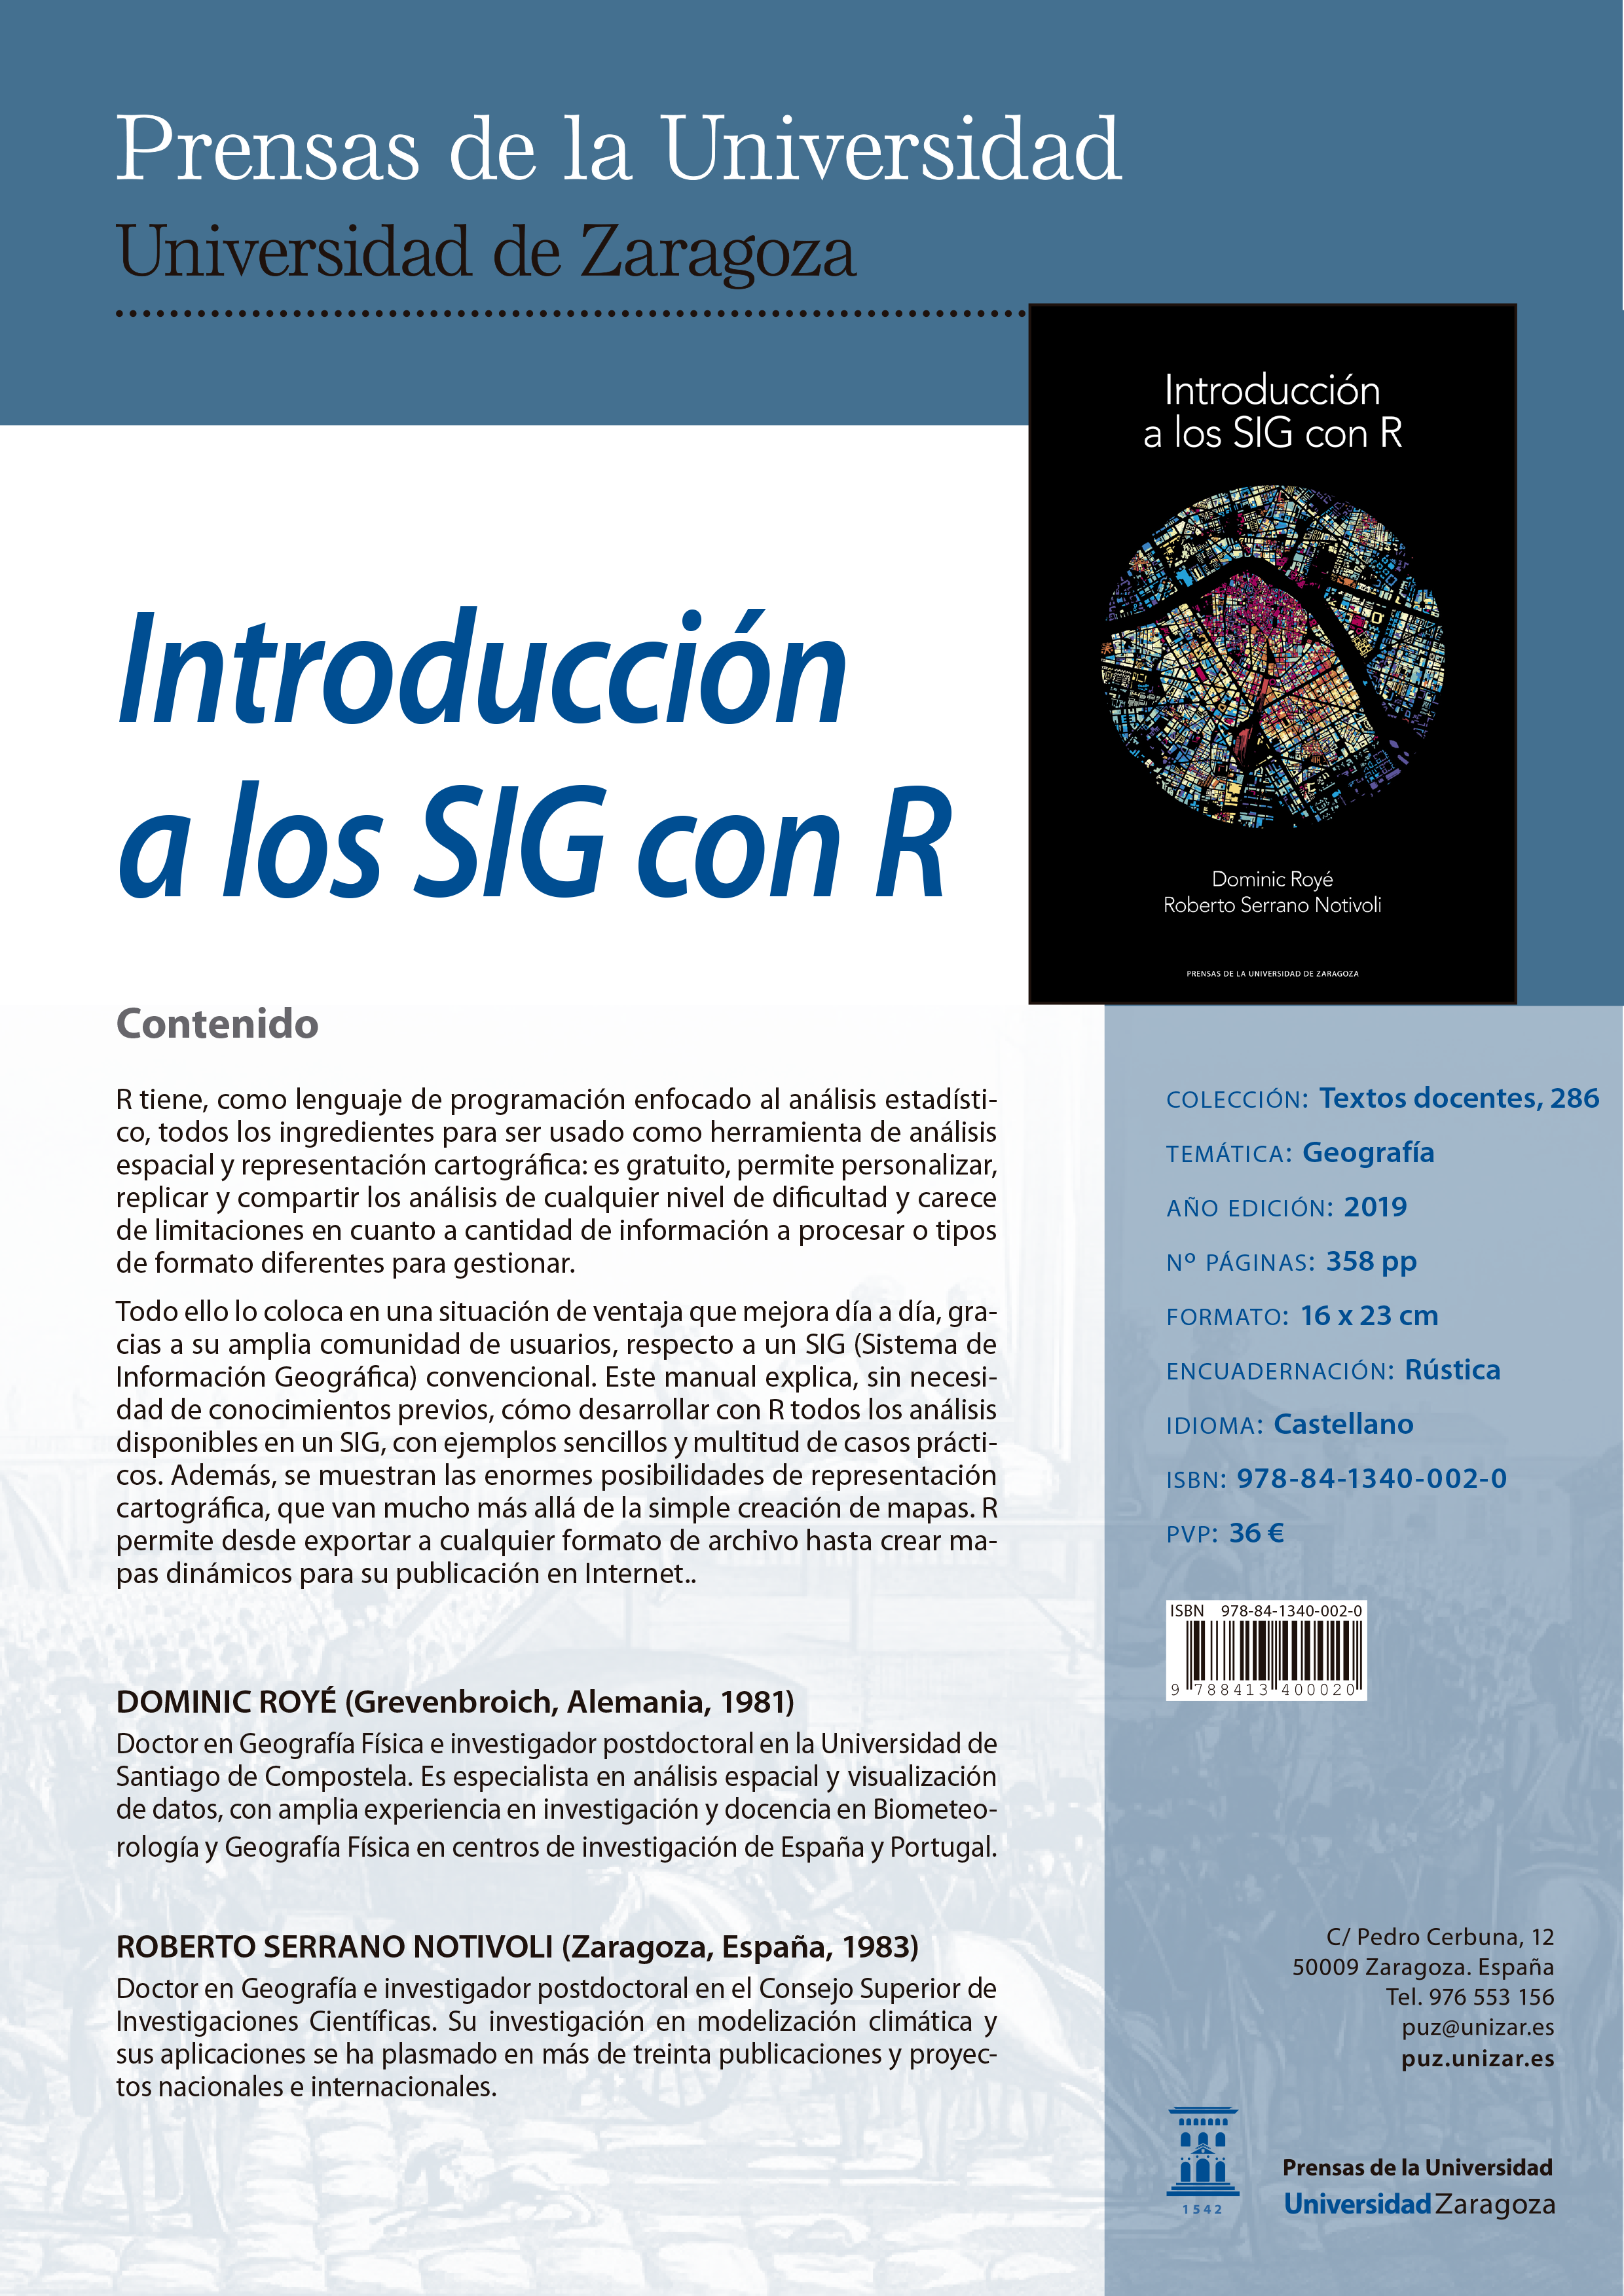 Prensas de la Universidad
Universidad de Zaragoza
Introducción
a los SIG con R
Dominic Royé
Roberto Serrano Notivoli
PRENSAS DE LA UNIVERSIDAD DE ZARAGOZA
Introducción
a los SIG con R
Contenido
R tiene, como lenguaje de programación enfocado al análisis estadísti-
co, todos los ingredientes para ser usado como herramienta de análisis
espacial y representación cartográfica: es gratuito, permite personalizar,
replicar y compartir los análisis de cualquier nivel de dificultad y carece
de limitaciones en cuanto a cantidad de información a procesar o tipos
de formato diferentes para gestionar.
Todo ello lo coloca en una situación de ventaja que mejora día a día, gra-
cias a su amplia comunidad de usuarios, respecto a un SIG (Sistema de
Información Geográfica) convencional. Este manual explica, sin necesi-
dad de conocimientos previos, cómo desarrollar con R todos los análisis
disponibles en un SIG, con ejemplos sencillos y multitud de casos prácti-
cos. Además, se muestran las enormes posibilidades de representación
cartográfica, que van mucho más allá de la simple creación de mapas. R
permite desde exportar a cualquier formato de archivo hasta crear ma-
pas dinámicos para su publicación en Internet..
DOMINIC ROYÉ (Grevenbroich, Alemania, 1981)
Doctor en Geografía Física e investigador postdoctoral en la Universidad de
Santiago de Compostela. Es especialista en análisis espacial y visualización
de datos, con amplia experiencia en investigación y docencia en Biometeo-
rología y Geografía Física en centros de investigación de España y Portugal.
ROBERTO SERRANO NOTIVOLI (Zaragoza, España, 1983)
Doctor en Geografía e investigador postdoctoral en el Consejo Superior de
Investigaciones Científicas. Su investigación en modelización climática y
sus aplicaciones se ha plasmado en más de treinta publicaciones y proyec-
tos nacionales e internacionales.
COLECCIÓN: Textos docentes, 286
TEMÁTICA: Geografía
AÑO EDICIÓN: 2019
Nº PÁGINAS: 358 pp
FORMATO: 16 x 23 cm
ENCUADERNACIÓN: Rústica
IDIOMA: Castellano
ISBN: 978-84-1340-002-0
PVP: 36 €
ISBN 978-84-1340-002-0
9 788413 400020
C/ Pedro Cerbuna, 12
50009 Zaragoza. España
Tel. 976 553 156
puz@unizar.es
puz.unizar.es
1542
Prensas de la Universidad
Universidad Zaragoza